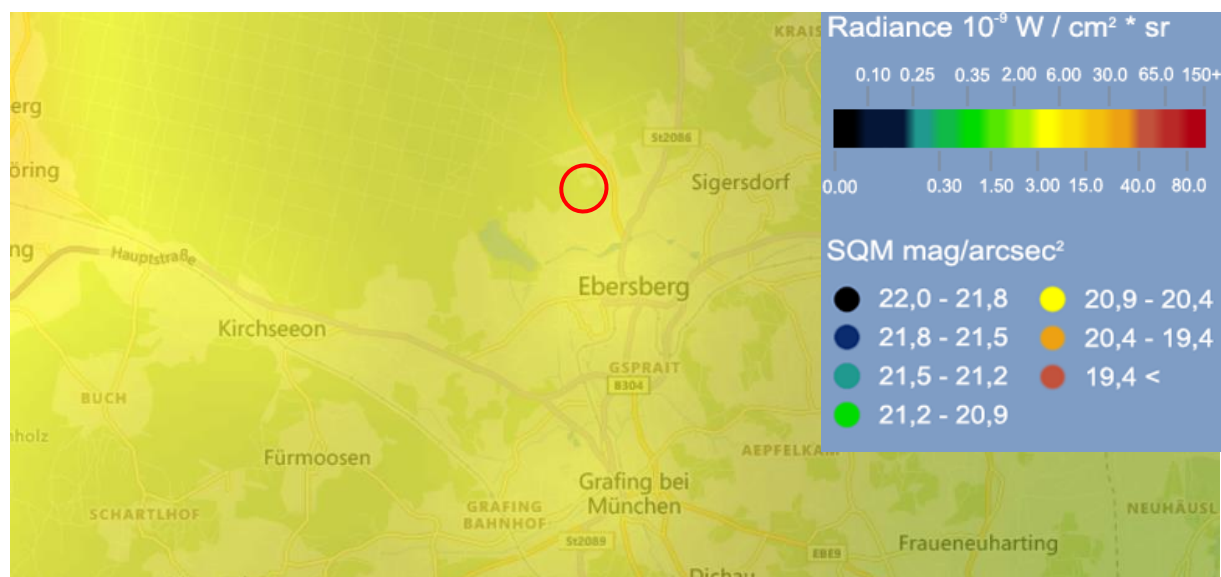 KRAIS
erg
öring
ng
Hauptstraße
St2086
Sigersdorf
Ebersberg
Kirchseeon
GSPRAIT
B304
BUCH
nholz
Fürmoosen
AEPFELKAM
Grafing bei
München
SCHARTLHOF
GRAFING
BAHNHOF
St2089
EBE9
Fraueneuharting
NEUHÄUSL
Dichau
Radiance 10⁻⁹ W / cm² * sr
0.10 0.25 0.35 2.00 6.00 30.0 65.0 150+
0.00 0.30 1.50 3.00 15.0 40.0 80.0
SQM mag/arcsec²
22,0 - 21,8
21,8 - 21,5
21,5 - 21,2
21,2 - 20,9
20,9 - 20,4
20,4 - 19,4
19,4 <